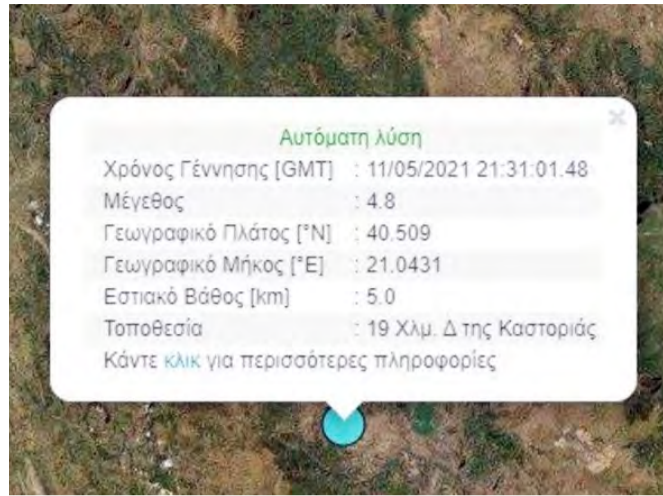 Αυτόματη λύση
Χρόνος Γέννησης [GMT] : 11/05/2021 21:31:01.48
Μέγεθος : 4.8
Γεωγραφικό Πλάτος [°N] : 40.509
Γεωγραφικό Μήκος [°E] : 21.0431
Εστιακό Βάθος [km] : 5.0
Τοποθεσία : 19 Χλμ. Δ της Καστοριάς
Κάντε κλικ για περισσότερες πληροφορίες